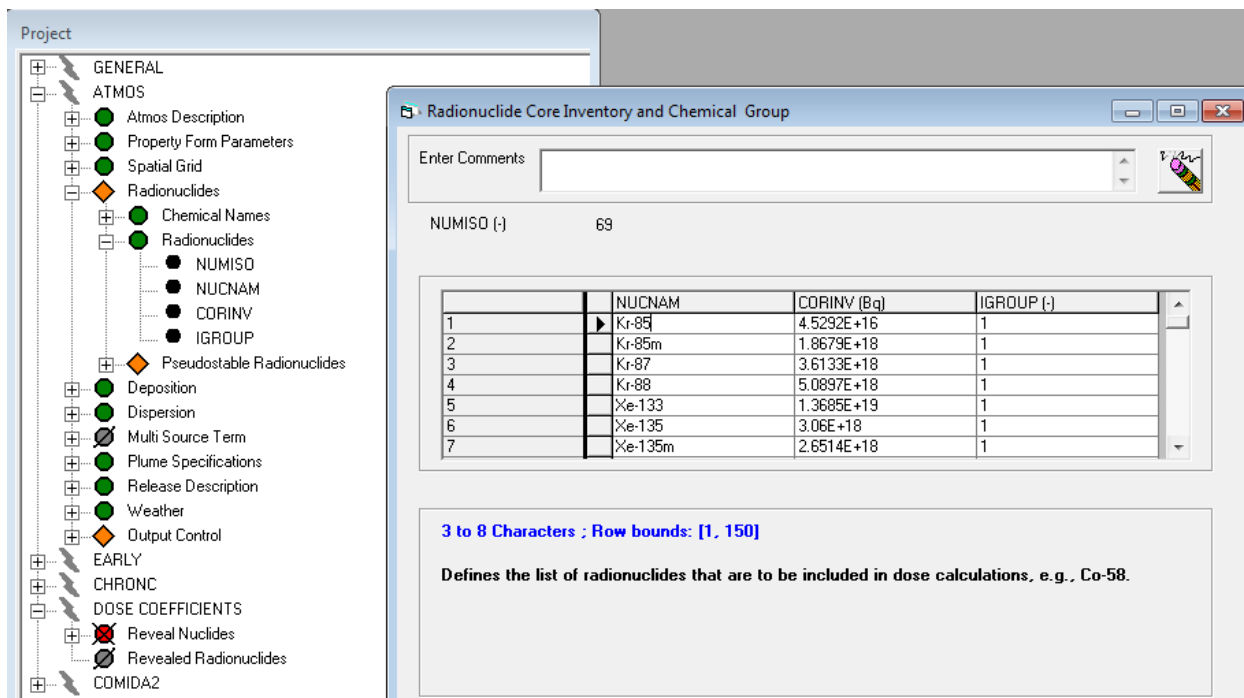 Project
GENERAL
ATMOS
Atmos Description
Property Form Parameters
Spatial Grid
Radionuclides
Chemical Names
Radionuclides
NUMISO
NUCNAM
CORINV
IGROUP
Pseudostable Radionuclides
Deposition
Dispersion
Multi Source Term
Plume Specifications
Release Description
Weather
Output Control
EARLY
CHRONC
DOSE COEFFICIENTS
Reveal Nuclides
Revealed Radionuclides
COMIDA2
Radionuclide Core Inventory and Chemical Group
Enter Comments
NUMISO (-) 69
NUCNAM CORINV (Bq) IGROUP (-)
1 Kr-85 4.5292E+16 1
2 Kr-85m 1.8679E+18 1
3 Kr-87 3.6133E+18 1
4 Kr-88 5.0897E+18 1
5 Xe-133 1.3685E+19 1
6 Xe-135 3.06E+18 1
7 Xe-135m 2.6514E+18 1
3 to 8 Characters ; Row bounds: [1, 150]
Defines the list of radionuclides that are to be included in dose calculations, e.g., Co-58.